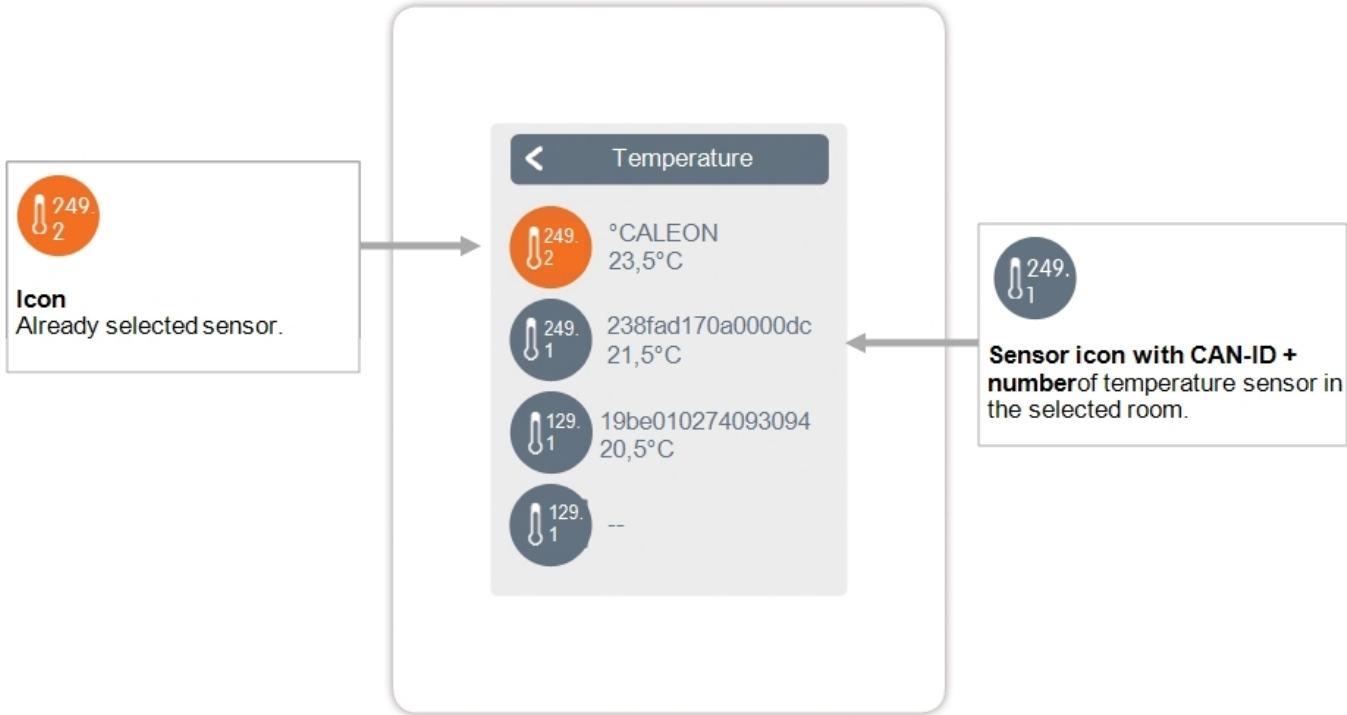 249.
2
Icon
Already selected sensor.
Temperature
249.
2
°CALEON
23,5°C
249.
1
238fad170a0000dc
21,5°C
129.
1
19be010274093094
20,5°C
129.
1
--
249.
1
Sensor icon with CAN-ID +
numberof temperature sensor in
the selected room.